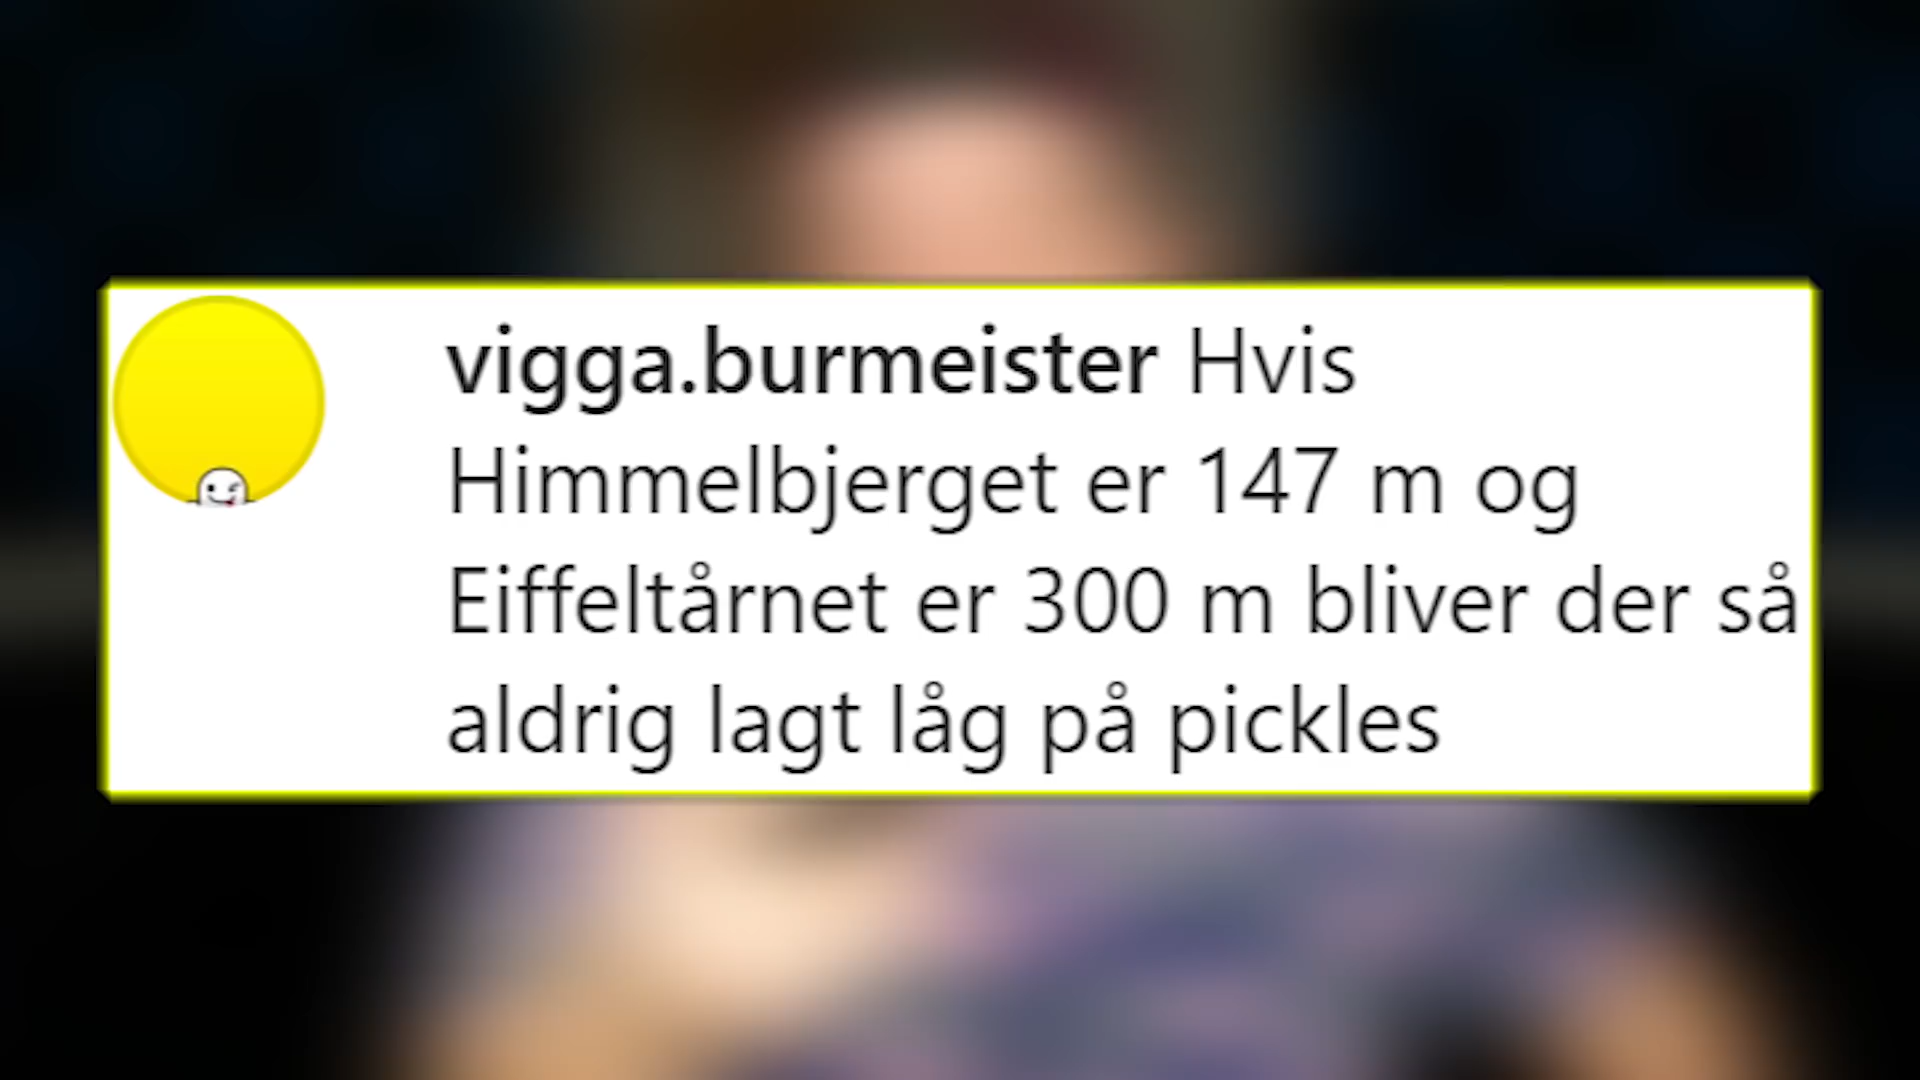 vigga.burmeister Hvis
Himmelbjerget er 147 m og
Eiffeltårnet er 300 m bliver der så
aldrig lagt låg på pickles